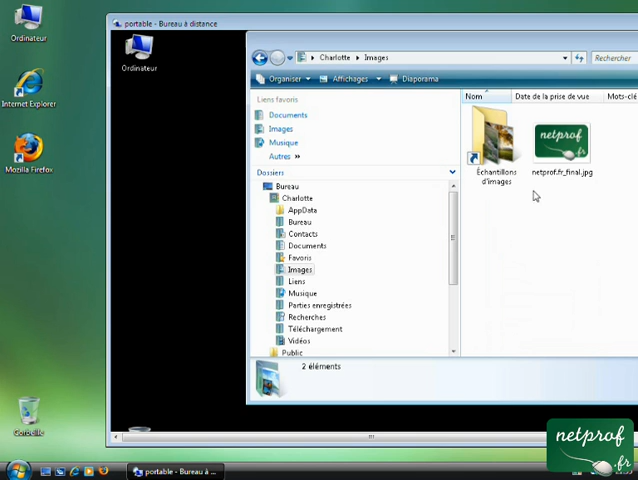 Ordinateur
Internet Explorer
Mozilla Firefox
Corbeille
portable - Bureau à distance
Ordinateur
Charlotte
Images
Rechercher
Organiser
Affichages
Diaporama
Liens favoris
Documents
Images
Musique
Autres »
Dossiers
Bureau
Charlotte
AppData
Bureau
Contacts
Documents
Favoris
Images
Liens
Musique
Parties enregistrées
Recherches
Téléchargement
Vidéos
Public
Nom
Date de la prise de vue
Mots-clé
netprof
.fr
Échantillons
d'images
netprof.fr_final.jpg
2 éléments
portable - Bureau à ...
netprof
.fr